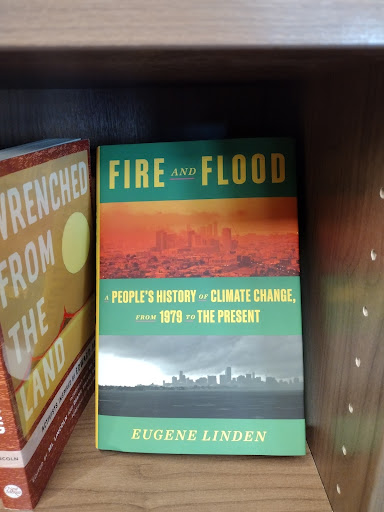 FIRE AND FLOOD
A PEOPLE'S HISTORY OF CLIMATE CHANGE,
FROM 1979 TO THE PRESENT
EUGENE LINDEN
WRENCHED
FROM
THE
LAND